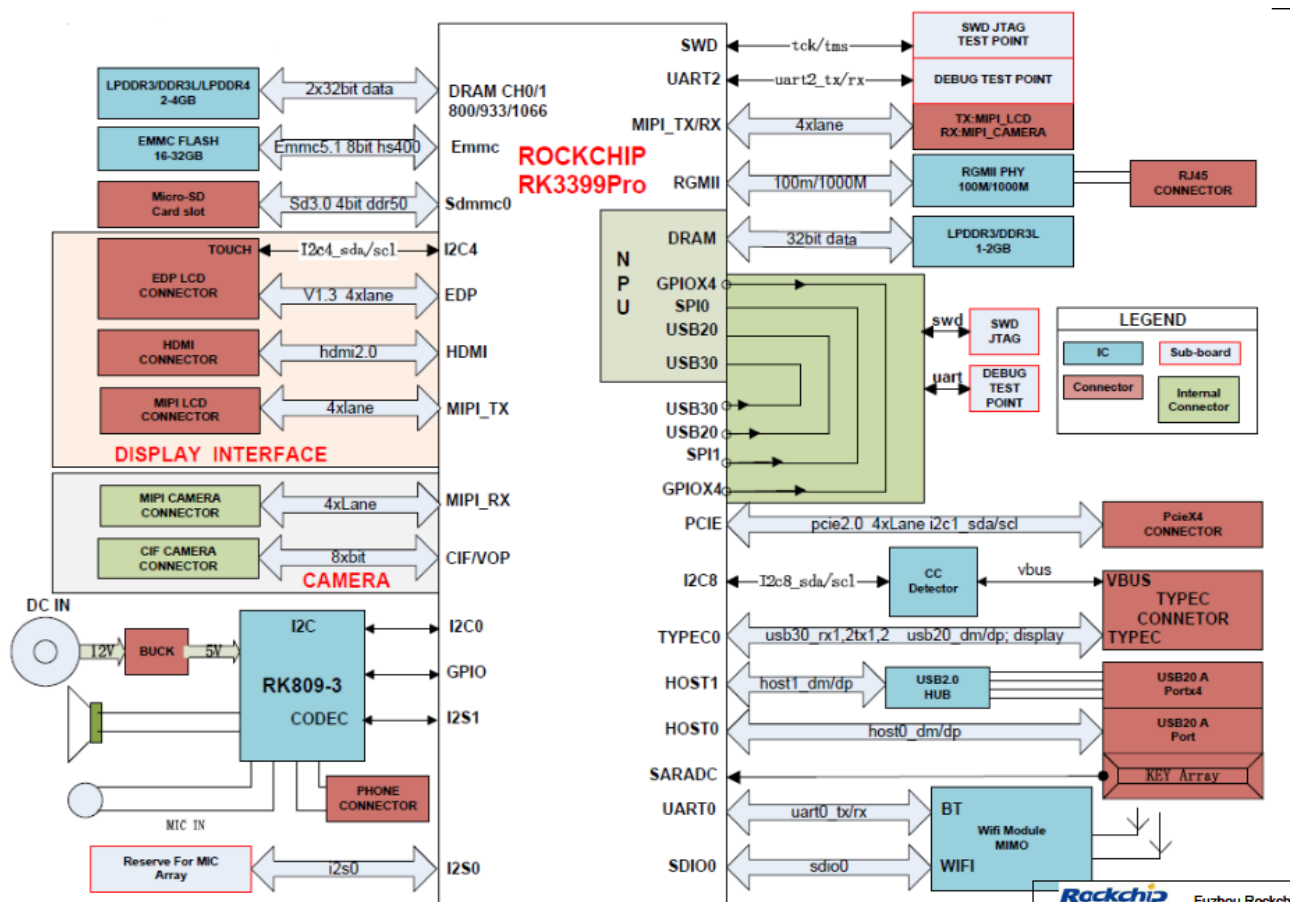 LPDDR3/DDR3L/LPDDR4
2-4GB
2x32bit data
DRAM CH0/1
800/933/1066
EMMC FLASH
16-32GB
Emmc5.1 8bit hs400
Emmc
Micro-SD
Card slot
Sd3.0 4bit ddr50
Sdmmc0
TOUCH
I2c4_sda/scl
I2C4
EDP LCD
CONNECTOR
V1.3 4xlane
EDP
HDMI
CONNECTOR
hdmi2.0
HDMI
MIPI LCD
CONNECTOR
4xlane
MIPI_TX
DISPLAY INTERFACE
MIPI CAMERA
CONNECTOR
4xLane
MIPI_RX
CIF CAMERA
CONNECTOR
8xbit
CIF/VOP
CAMERA
DC IN
12V
BUCK
5V
I2C
RK809-3
CODEC
I2C0
GPIO
I2S1
PHONE
CONNECTOR
MIC IN
Reserve For MIC
Array
i2s0
I2S0
ROCKCHIP
RK3399Pro
SWD
tck/tms
SWD JTAG
TEST POINT
UART2
uart2_tx/rx
DEBUG TEST POINT
MIPI_TX/RX
4xlane
TX:MIPI_LCD
RX:MIPI_CAMERA
RGMII
100m/1000M
RGMII PHY
100M/1000M
RJ45
CONNECTOR
NPU
DRAM
32bit data
LPDDR3/DDR3L
1-2GB
GPIOX4
SPI0
USB20
USB30
USB30
USB20
SPI1
GPIOX4
swd
SWD
JTAG
uart
DEBUG
TEST
POINT
LEGEND
IC
Sub-board
Connector
Internal
Connector
PCIE
pcie2.0 4xLane i2c1_sda/scl
PcieX4
CONNECTOR
I2C8
I2c8_sda/scl
CC
Detector
vbus
VBUS
TYPEC
CONNETOR
TYPEC
TYPEC0
usb30_rx1,2tx1,2 usb20_dm/dp; display
HOST1
host1_dm/dp
USB2.0
HUB
USB20 A
Portx4
HOST0
host0_dm/dp
USB20 A
Port
SARADC
KEY Array
UART0
uart0_tx/rx
BT
Wifi Module
MIMO
SDIO0
sdio0
WIFI
Rockchip
Fuzhou Rockch